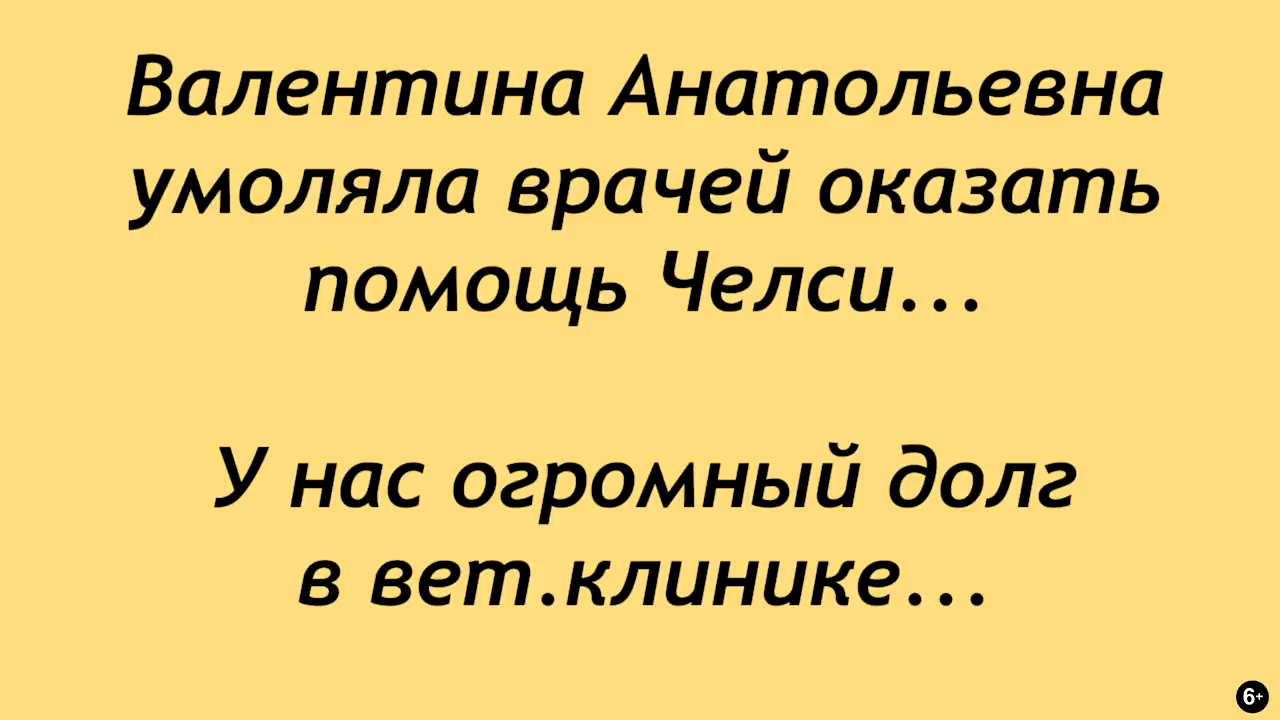 Валентина Анатольевна
умоляла врачей оказать
помощь Челси...
У нас огромный долг
в вет.клинике...
6+